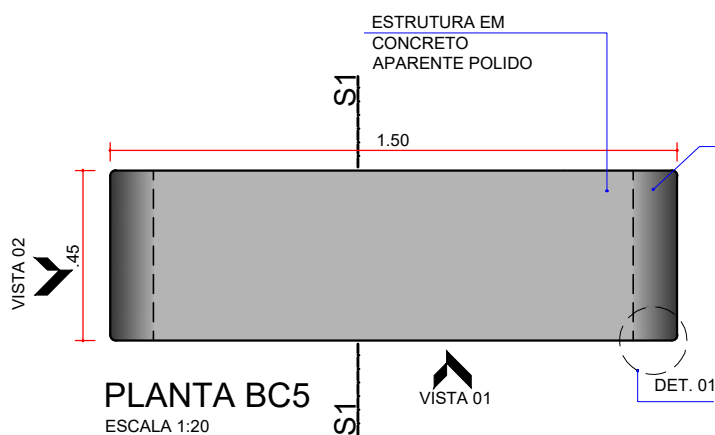 ESTRUTURA EM
CONCRETO
APARENTE POLIDO
S1
1.50
.45
VISTA 02
VISTA 01
DET. 01
PLANTA BC5
ESCALA 1:20
S1